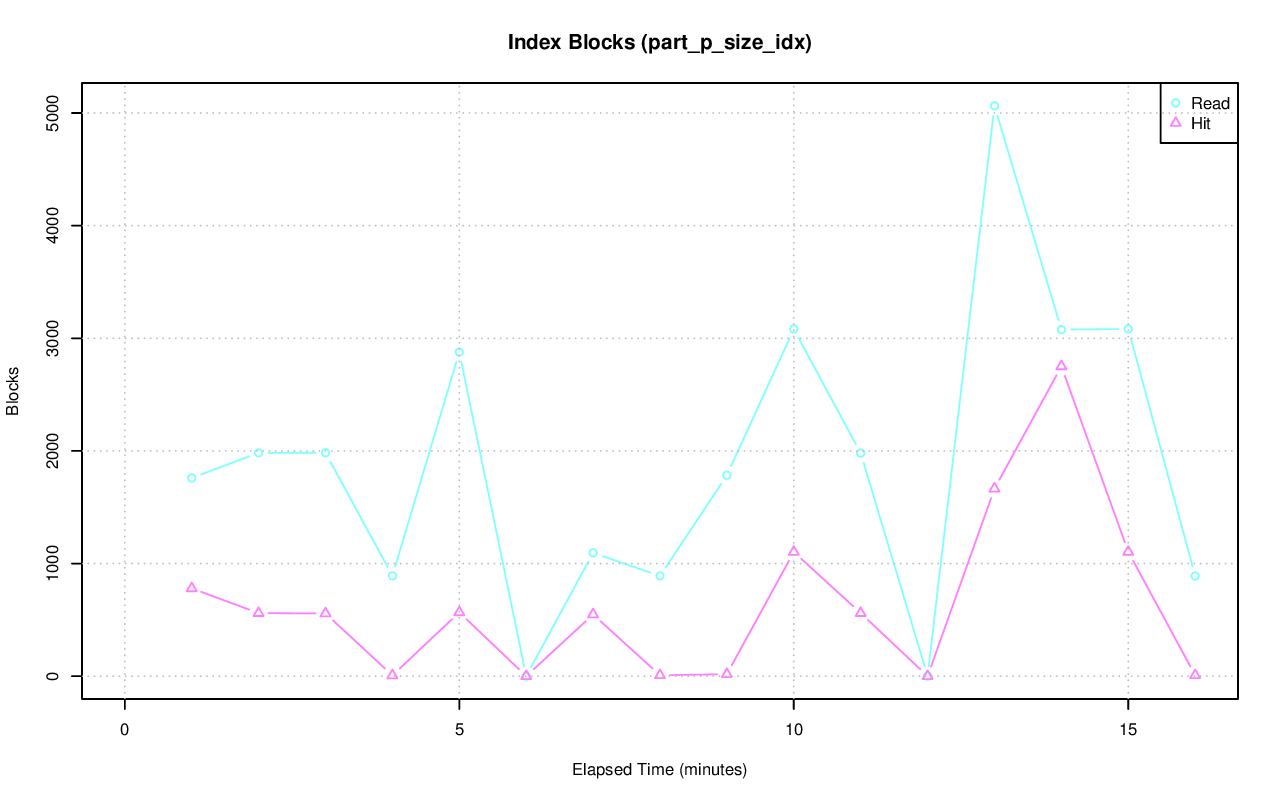 Index Blocks (part_p_size_idx)
Read
Hit
5000
4000
3000
2000
1000
0
Blocks
0 5 10 15
Elapsed Time (minutes)